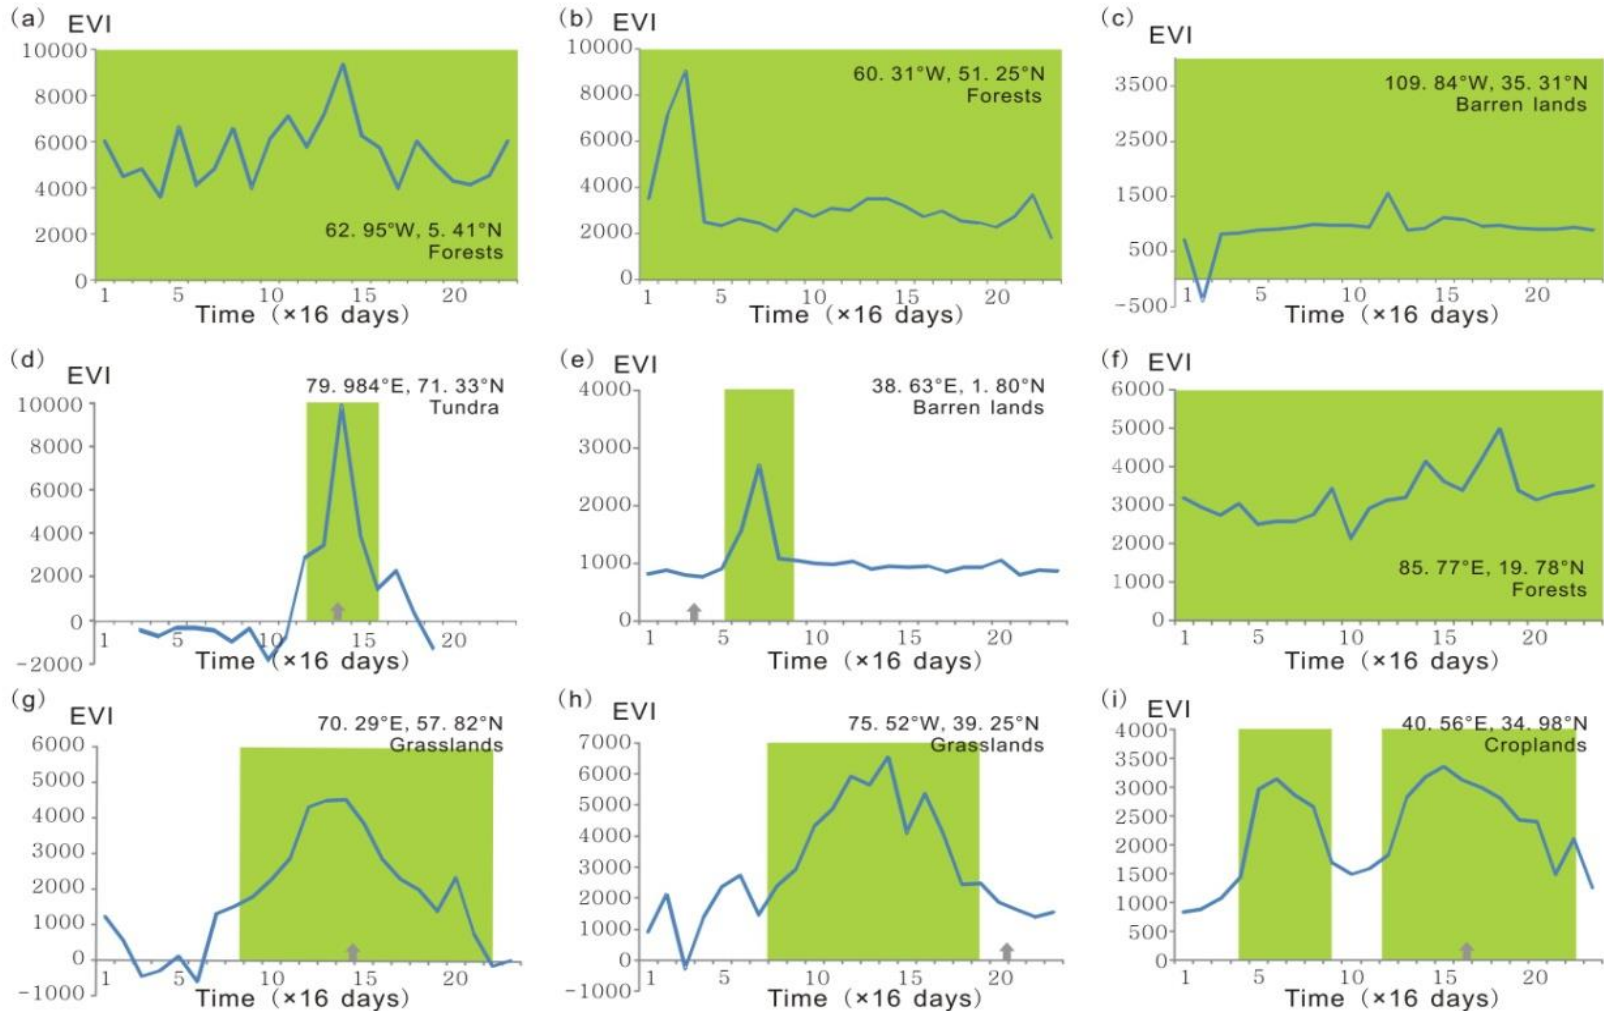 (a) EVI
10000
8000
6000
4000
2000
0
62. 95°W, 5. 41°N
Forests
1 5 10 15 20
Time (×16 days)
(b) EVI
10000
8000
6000
4000
2000
0
60. 31°W, 51. 25°N
Forests
1 5 10 15 20
Time (×16 days)
(c) EVI
3500
2500
1500
500
-500
109. 84°W, 35. 31°N
Barren lands
1 5 10 15 20
Time (×16 days)
(d) EVI
10000
8000
6000
4000
2000
0
-2000
79. 984°E, 71. 33°N
Tundra
1 5 10 15 20
Time (×16 days)
(e) EVI
4000
3000
2000
1000
0
38. 63°E, 1. 80°N
Barren lands
1 5 10 15 20
Time (×16 days)
(f) EVI
6000
5000
4000
3000
2000
1000
0
85. 77°E, 19. 78°N
Forests
1 5 10 15 20
Time (×16 days)
(g) EVI
6000
5000
4000
3000
2000
1000
0
-1000
70. 29°E, 57. 82°N
Grasslands
1 5 10 15 20
Time (×16 days)
(h) EVI
7000
6000
5000
4000
3000
2000
1000
0
-1000
75. 52°W, 39. 25°N
Grasslands
1 5 10 15 20
Time (×16 days)
(i) EVI
4000
3500
3000
2500
2000
1500
1000
500
0
40. 56°E, 34. 98°N
Croplands
1 5 10 15 20
Time (×16 days)